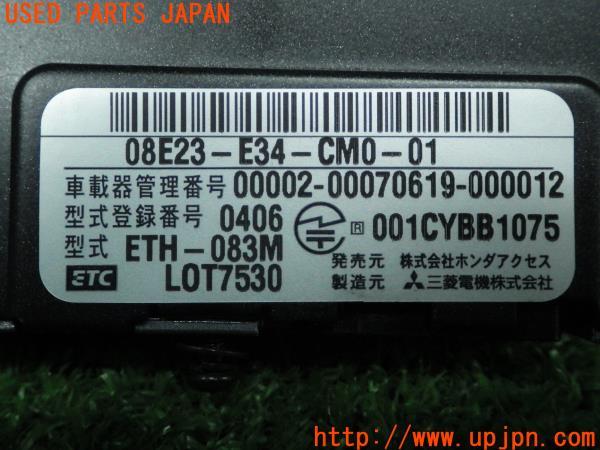 USED PARTS JAPAN
08E23-E34-CM0-01
車載器管理番号 00002-00070619-000012
型式登録番号 0406 R 001CYBB1075
型式 ETH-083M
ETC LOT7530
発売元 株式会社ホンダアクセス
製造元 三菱電機株式会社
http://www.upjpn.com/